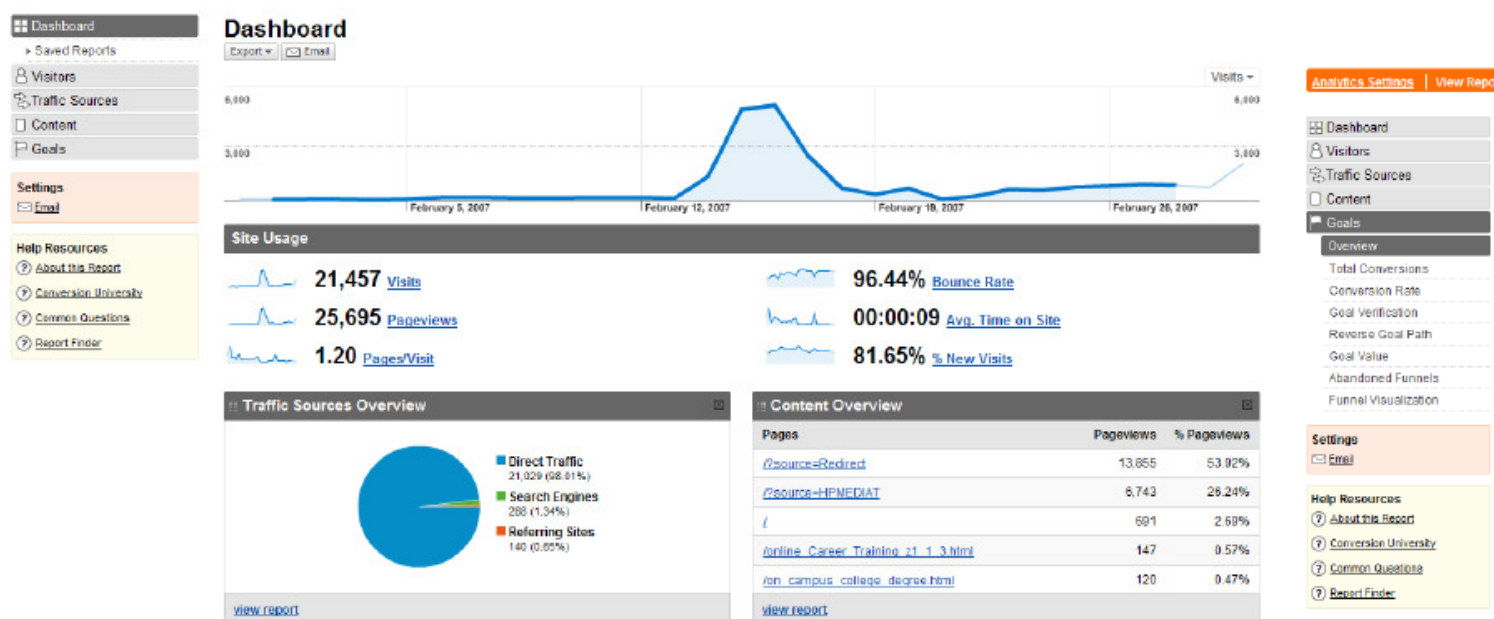 Dashboard
Saved Reports
Visitors
Traffic Sources
Content
Goals
Settings
Email
Help Resources
About this Report
Conversion University
Common Questions
Report Finder
Dashboard
Export
Email
Visits
6,000
6,000
3,000
3,000
February 5, 2007
February 12, 2007
February 19, 2007
February 26, 2007
Site Usage
21,457 Visits
96.44% Bounce Rate
25,695 Pageviews
00:00:09 Avg. Time on Site
1.20 Pages/Visit
81.65% % New Visits
Traffic Sources Overview
Direct Traffic
21,029 (98.01%)
Search Engines
288 (1.34%)
Referring Sites
140 (0.65%)
view report
Content Overview
Pages Pageviews % Pageviews
/?source=Redirect 13,855 53.92%
/?source=HPMEDIAT 6,743 26.24%
/ 691 2.69%
/online_Career_Training_z1_1_3.html 147 0.57%
/on_campus_college_degree.html 120 0.47%
view report
Analytics Settings | View Repo
Dashboard
Visitors
Traffic Sources
Content
Goals
Overview
Total Conversions
Conversion Rate
Goal Verification
Reverse Goal Path
Goal Value
Abandoned Funnels
Funnel Visualization
Settings
Email
Help Resources
About this Report
Conversion University
Common Questions
Report Finder